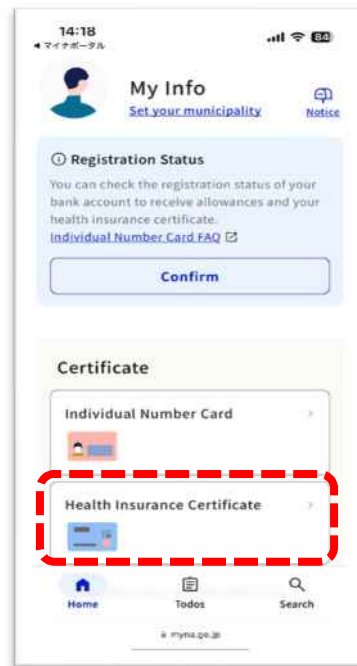 14:18
84
◀ マイナポータル
My Info
Set your municipality
Notice
Registration Status
You can check the registration status of your
bank account to receive allowances and your
health insurance certificate.
Individual Number Card FAQ
Confirm
Certificate
Individual Number Card
Health Insurance Certificate
Home
Todos
Search
myna.go.jp